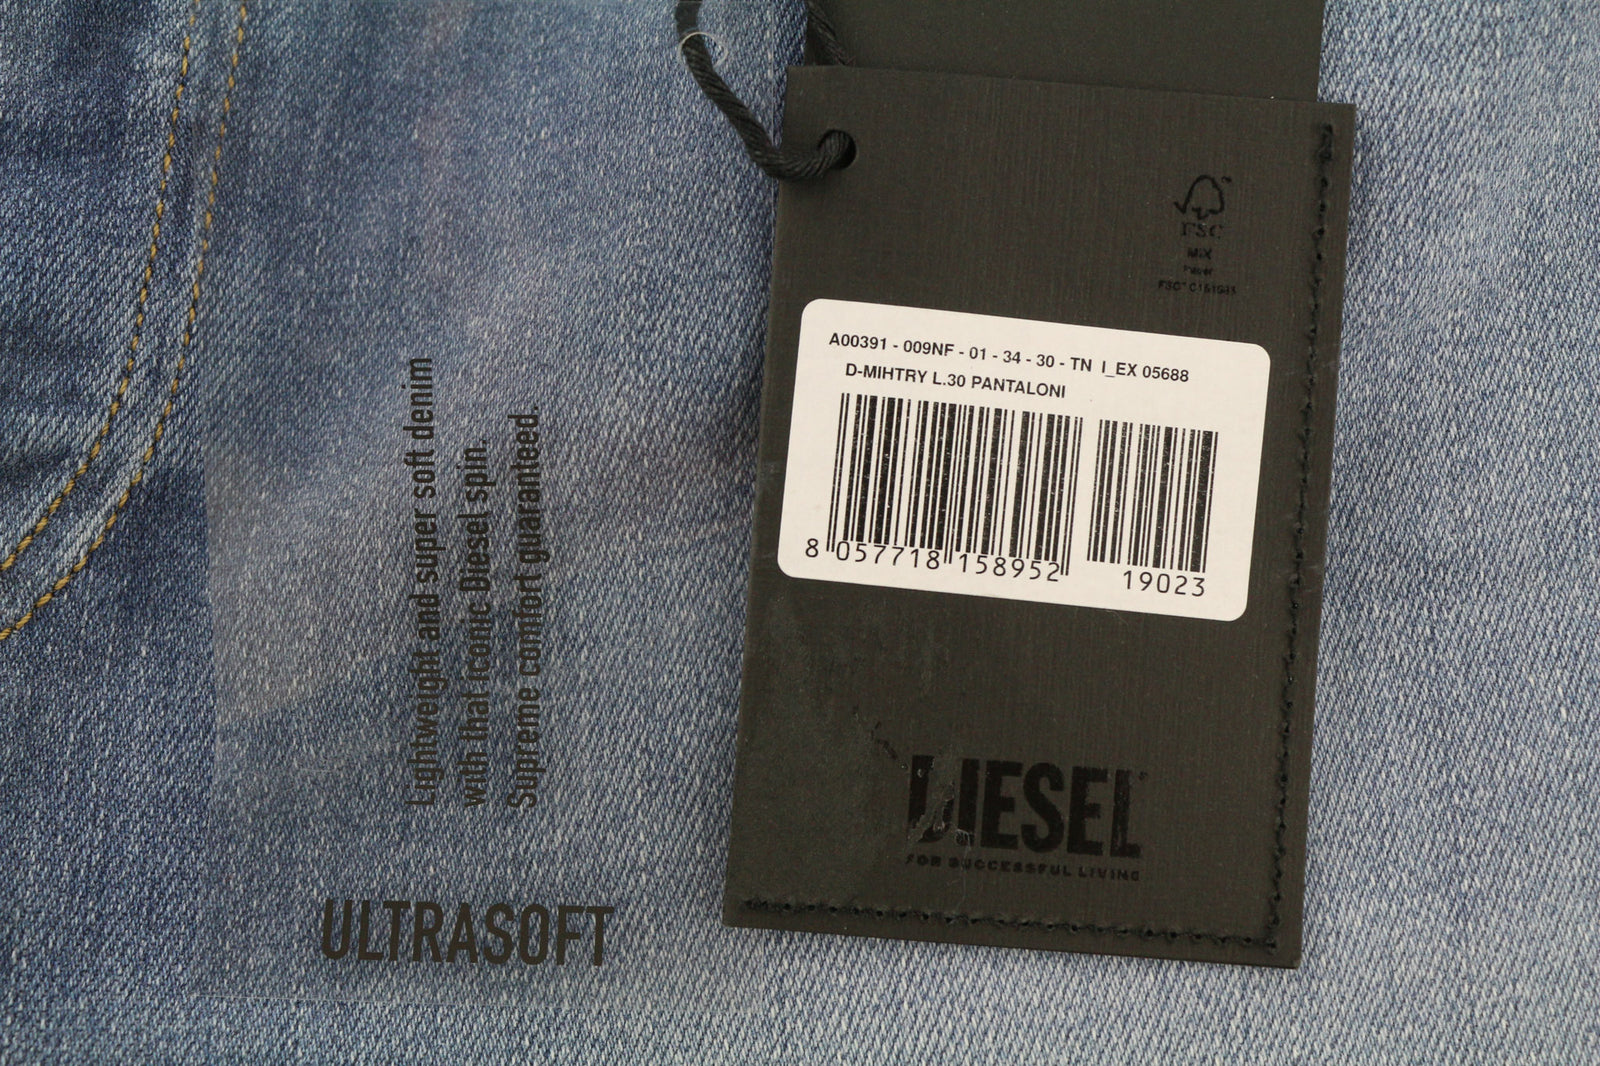 Lightweight and super soft denim
with that iconic Diesel spin.
Supreme comfort guaranteed.
ULTRASOFT
FSC
MIX
Paper
A00391 - 009NF - 01 - 34 - 30 - TN I_EX 05688
D-MIHTRY L.30 PANTALONI
8 057718 158952 19023
DIESEL
FOR SUCCESSFUL LIVING